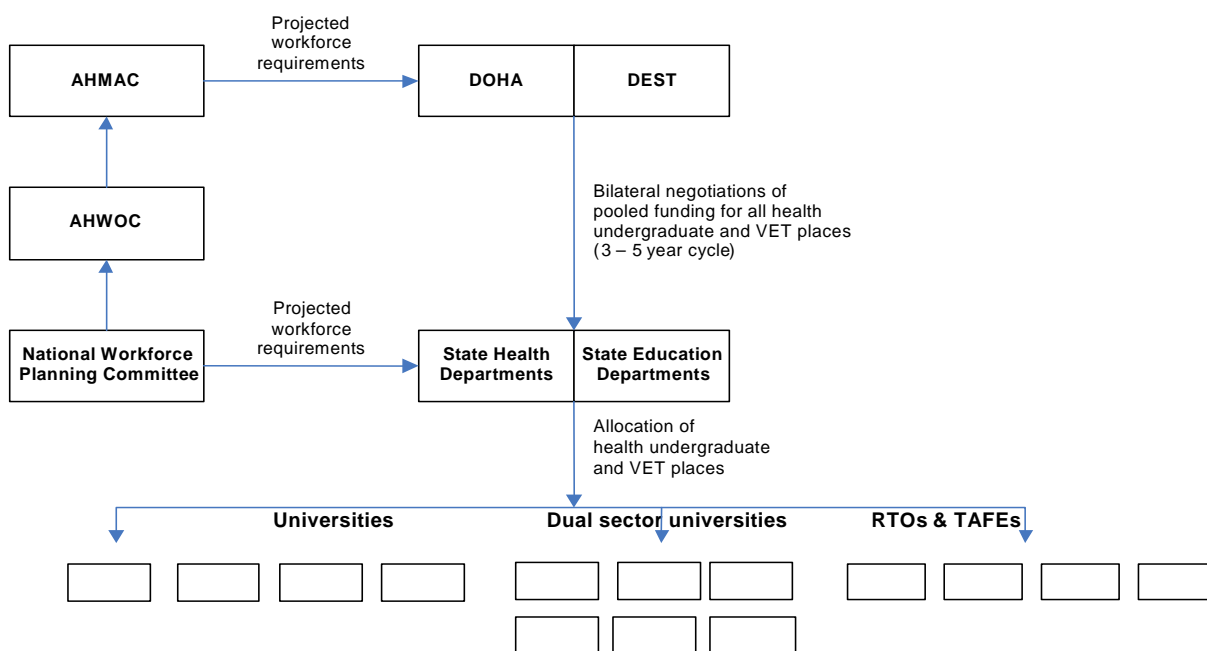 Projected
workforce
requirements
AHMAC
DOHA
DEST
AHWOC
Bilateral negotiations of
pooled funding for all health
undergraduate and VET places
(3 – 5 year cycle)
Projected
workforce
requirements
National Workforce
Planning Committee
State Health
Departments
State Education
Departments
Allocation of
health undergraduate
and VET places
Universities
Dual sector universities
RTOs & TAFEs